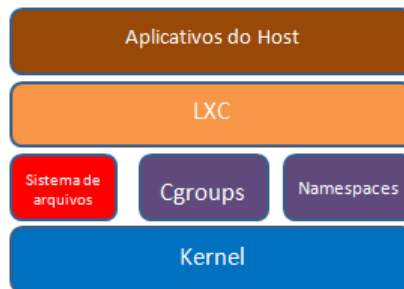 Aplicativos do Host
LXC
Sistema de
arquivos
Cgroups
Namespaces
Kernel